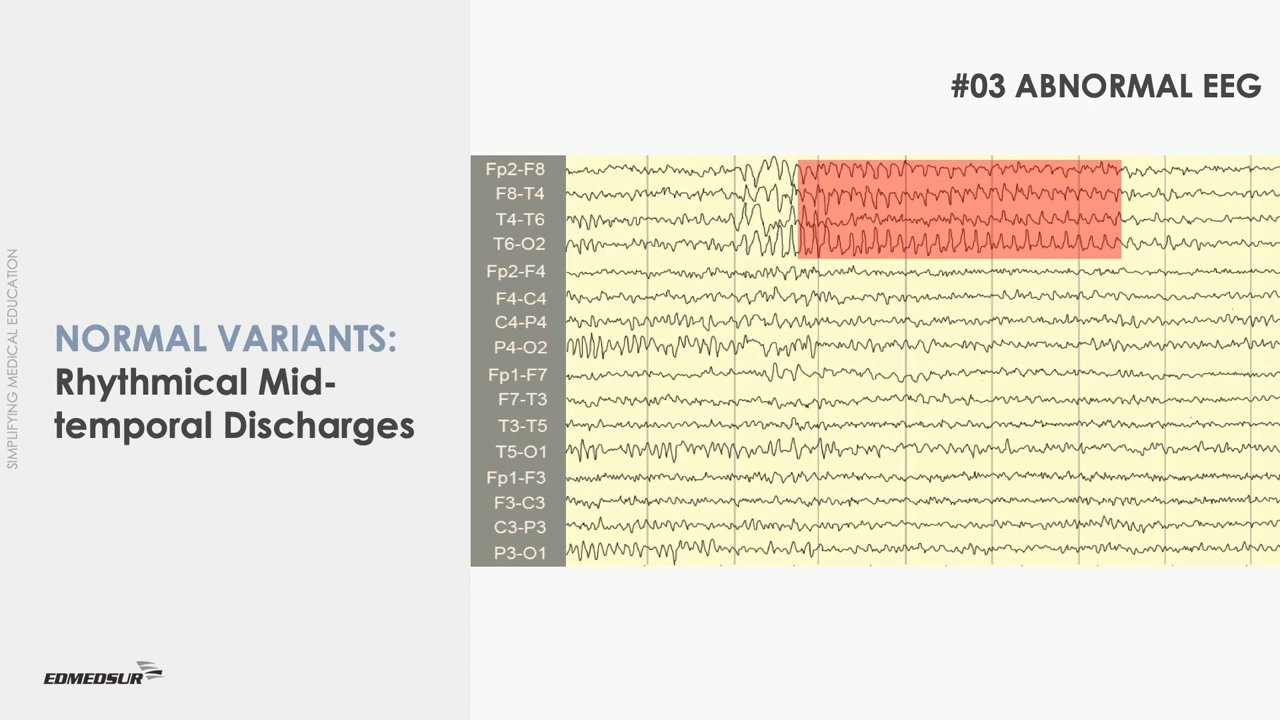 #03 ABNORMAL EEG
SIMPLIFYING MEDICAL EDUCATION
NORMAL VARIANTS:
Rhythmical Mid-
temporal Discharges
EDMEDSUR
Fp2-F8
F8-T4
T4-T6
T6-O2
Fp2-F4
F4-C4
C4-P4
P4-O2
Fp1-F7
F7-T3
T3-T5
T5-O1
Fp1-F3
F3-C3
C3-P3
P3-O1